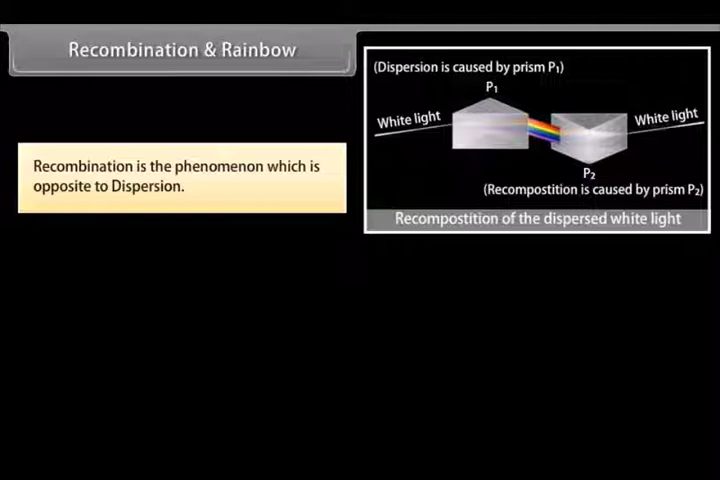 Recombination & Rainbow
(Dispersion is caused by prism P₁)
P₁
White light
White light
P₂
(Recompostition is caused by prism P₂)
Recompostition of the dispersed white light
Recombination is the phenomenon which is
opposite to Dispersion.